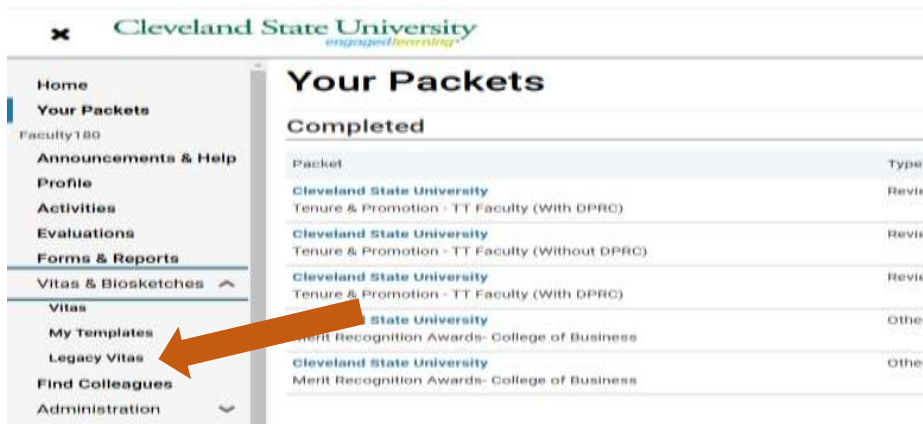 Cleveland State University
engagedlearning
Home
Your Packets
Faculty180
Announcements & Help
Profile
Activities
Evaluations
Forms & Reports
Vitas & Biosketches
Vitas
My Templates
Legacy Vitas
Find Colleagues
Administration
Your Packets
Completed
Packet Type
Cleveland State University
Tenure & Promotion - TT Faculty (With DPRC)
Cleveland State University
Tenure & Promotion - TT Faculty (Without DPRC)
Cleveland State University
Tenure & Promotion - TT Faculty (With DPRC)
State University
Merit Recognition Awards- College of Business
Cleveland State University
Merit Recognition Awards- College of Business